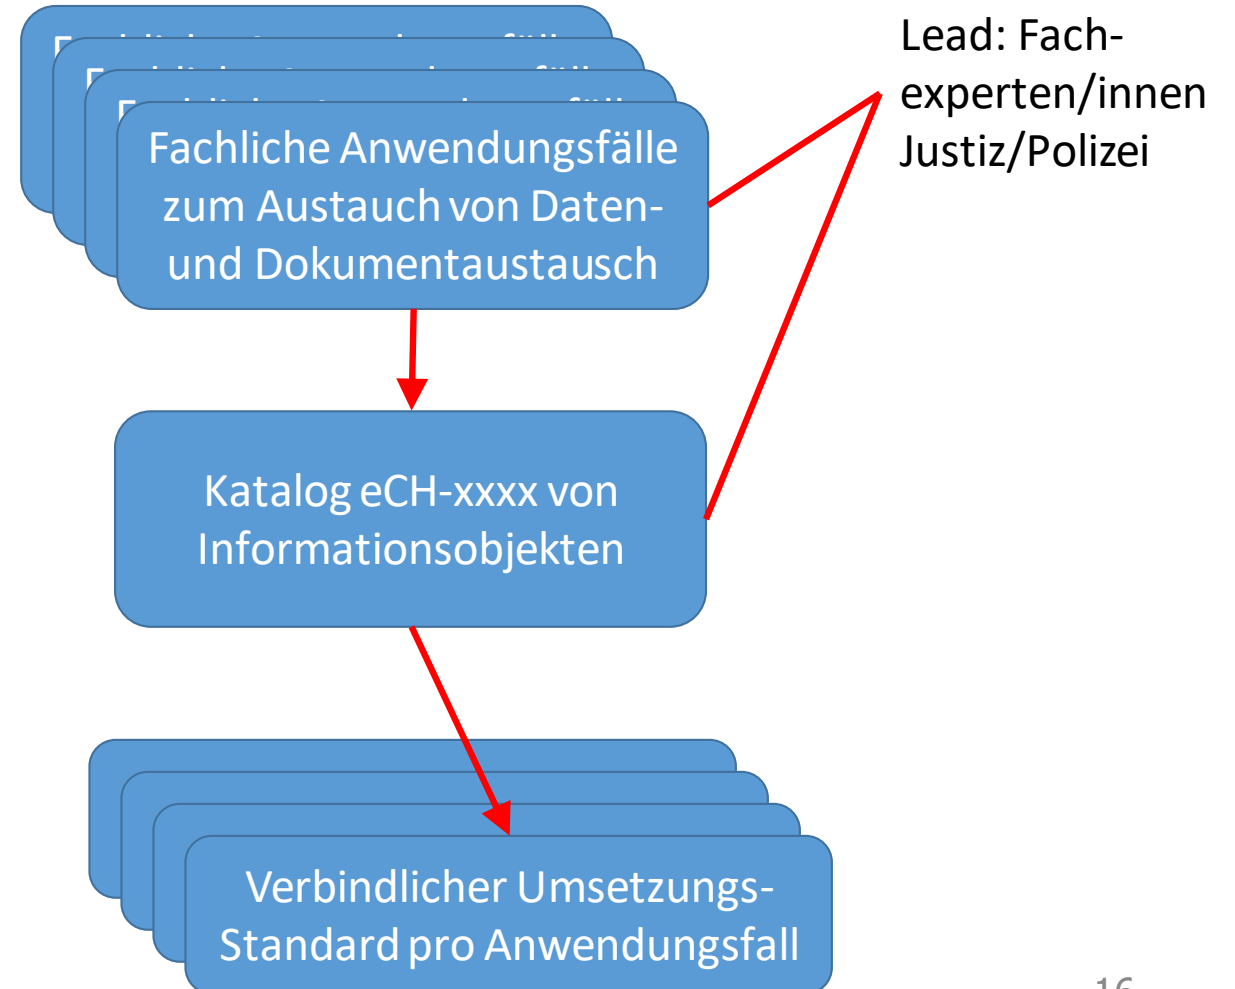 Lead: Fach-
experten/innen
Justiz/Polizei
Fachliche Anwendungsfälle
zum Austauch von Daten-
und Dokumentaustausch
Katalog eCH-xxxx von
Informationsobjekten
Verbindlicher Umsetzungs-
Standard pro Anwendungsfall
16